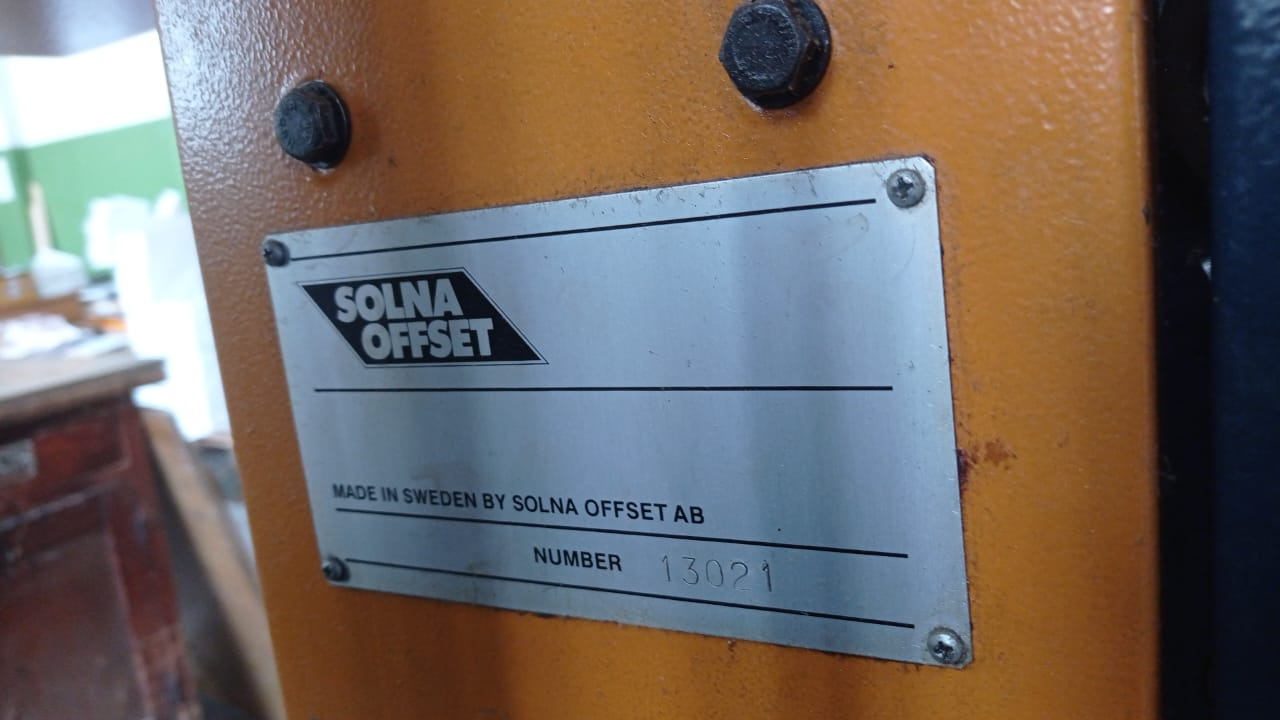 SOLNA
OFFSET
MADE IN SWEDEN BY SOLNA OFFSET AB
NUMBER 13021